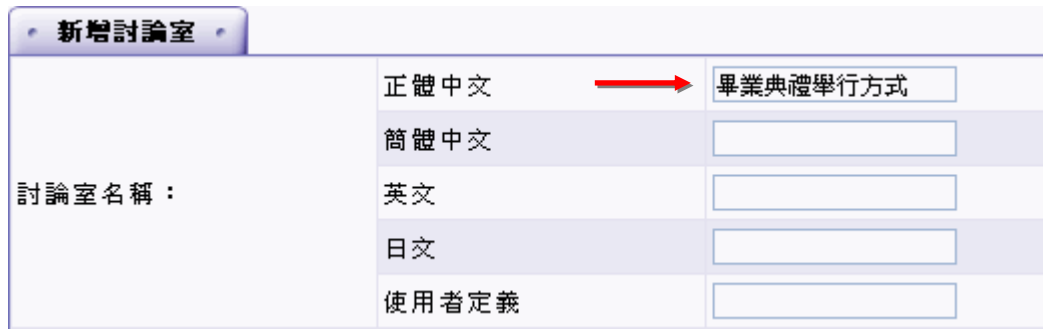 · 新增討論室 ·
正體中文
畢業典禮舉行方式
簡體中文
討論室名稱：
英文
日文
使用者定義